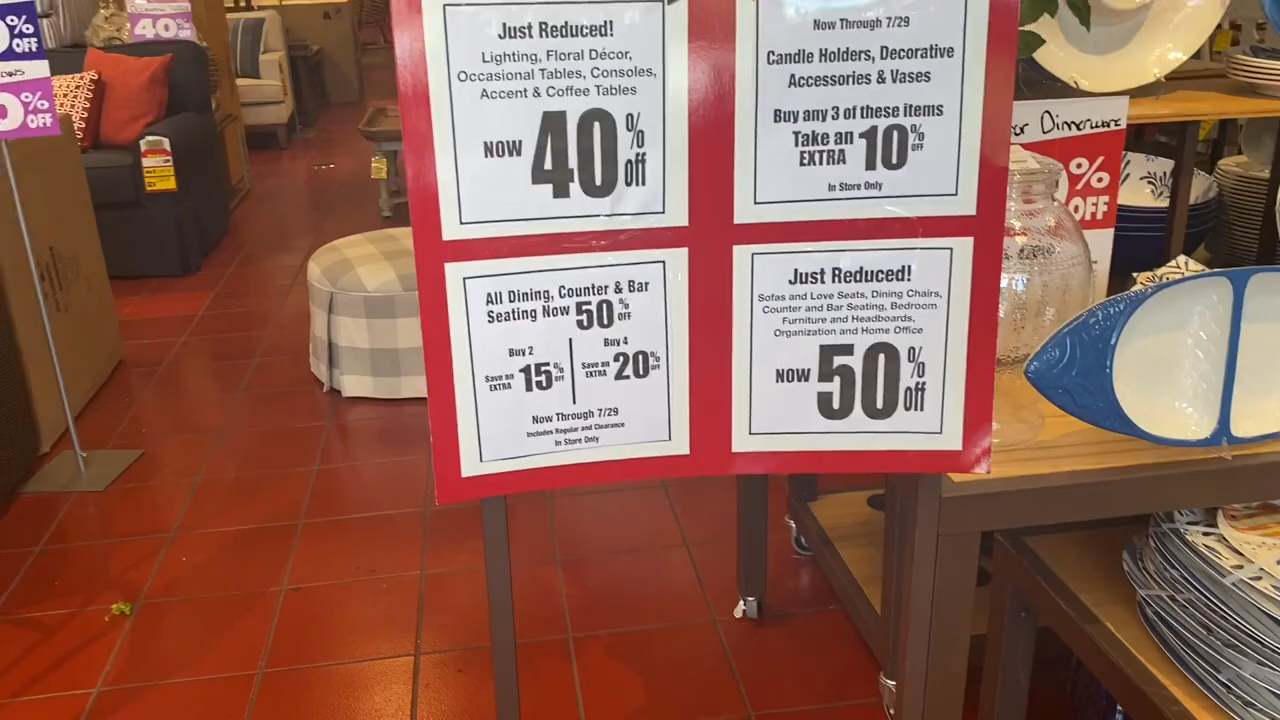 %
OFF
%
OFF
40%
OFF
Just Reduced!
Lighting, Floral Décor,
Occasional Tables, Consoles,
Accent & Coffee Tables
NOW 40% off
Now Through 7/29
Candle Holders, Decorative
Accessories & Vases
Buy any 3 of these items
Take an
EXTRA 10% OFF
In Store Only
All Dining, Counter & Bar
Seating Now 50% OFF
Buy 2
Save an
EXTRA 15% OFF
Buy 4
Save an
EXTRA 20% OFF
Now Through 7/29
Includes Regular and Clearance
In Store Only
Just Reduced!
Sofas and Love Seats, Dining Chairs,
Counter and Bar Seating, Bedroom
Furniture and Headboards,
Organization and Home Office
NOW 50% off
Dinnerware
%
OFF